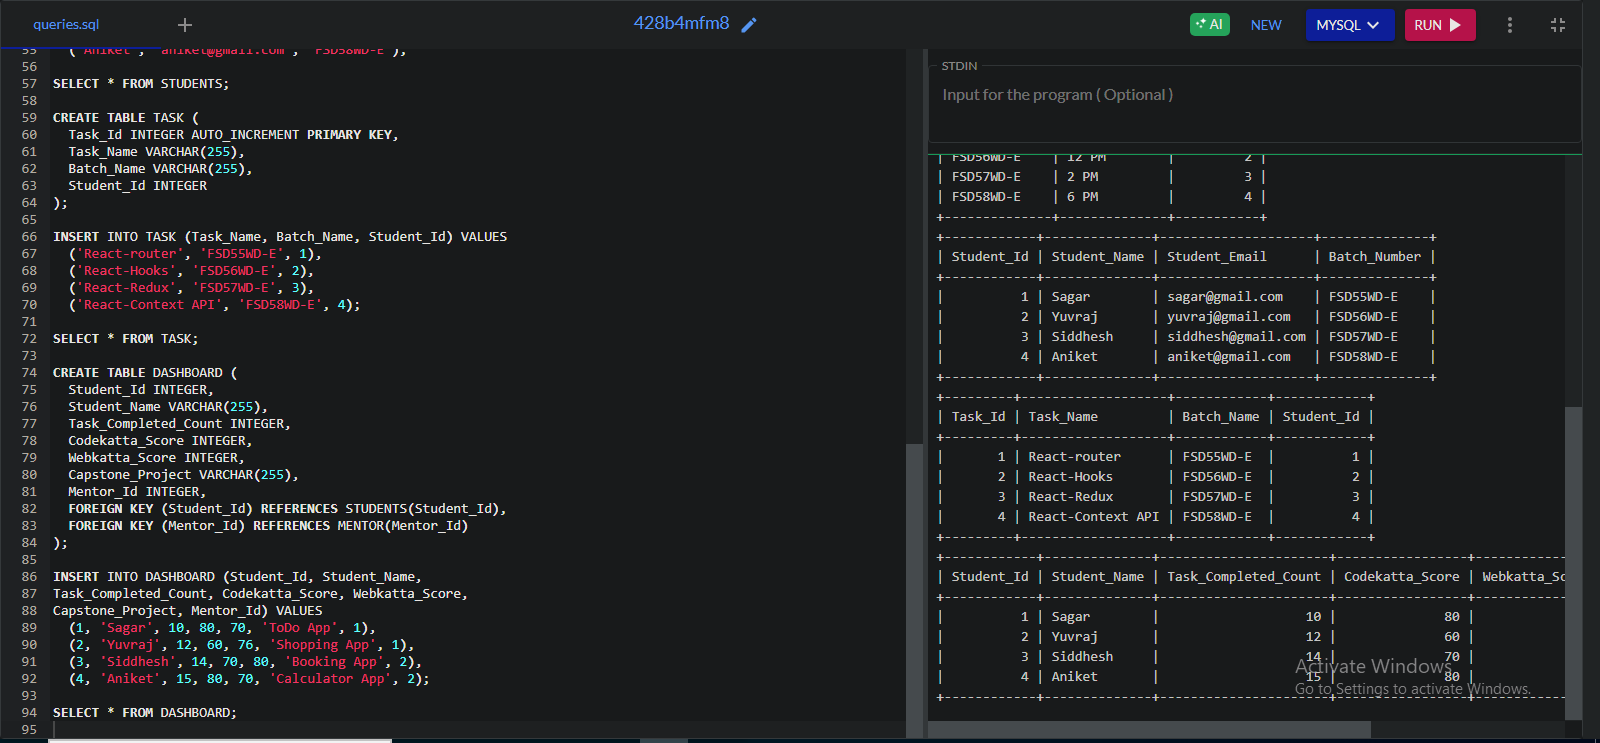 queries.sql
+
428b4mfm8
AI
NEW
MYSQL
RUN
55   ('Aniket', 'aniket@gmail.com', 'FSD58WD-E');
56
57 SELECT * FROM STUDENTS;
58
59 CREATE TABLE TASK (
60   Task_Id INTEGER AUTO_INCREMENT PRIMARY KEY,
61   Task_Name VARCHAR(255),
62   Batch_Name VARCHAR(255),
63   Student_Id INTEGER
64 );
65
66 INSERT INTO TASK (Task_Name, Batch_Name, Student_Id) VALUES
67   ('React-router', 'FSD55WD-E', 1),
68   ('React-Hooks', 'FSD56WD-E', 2),
69   ('React-Redux', 'FSD57WD-E', 3),
70   ('React-Context API', 'FSD58WD-E', 4);
71
72 SELECT * FROM TASK;
73
74 CREATE TABLE DASHBOARD (
75   Student_Id INTEGER,
76   Student_Name VARCHAR(255),
77   Task_Completed_Count INTEGER,
78   Codekatta_Score INTEGER,
79   Webkatta_Score INTEGER,
80   Capstone_Project VARCHAR(255),
81   Mentor_Id INTEGER,
82   FOREIGN KEY (Student_Id) REFERENCES STUDENTS(Student_Id),
83   FOREIGN KEY (Mentor_Id) REFERENCES MENTOR(Mentor_Id)
84 );
85
86 INSERT INTO DASHBOARD (Student_Id, Student_Name,
87 Task_Completed_Count, Codekatta_Score, Webkatta_Score,
88 Capstone_Project, Mentor_Id) VALUES
89   (1, 'Sagar', 10, 80, 70, 'ToDo App', 1),
90   (2, 'Yuvraj', 12, 60, 76, 'Shopping App', 1),
91   (3, 'Siddhesh', 14, 70, 80, 'Booking App', 2),
92   (4, 'Aniket', 15, 80, 70, 'Calculator App', 2);
93
94 SELECT * FROM DASHBOARD;
95
STDIN
Input for the program ( Optional )
| FSD56WD-E    | 12 PM        |         2 |
| FSD57WD-E    | 2 PM         |         3 |
| FSD58WD-E    | 6 PM         |         4 |
+--------------+--------------+-----------+
+------------+--------------+--------------------+--------------+
| Student_Id | Student_Name | Student_Email      | Batch_Number |
+------------+--------------+--------------------+--------------+
|          1 | Sagar        | sagar@gmail.com    | FSD55WD-E    |
|          2 | Yuvraj       | yuvraj@gmail.com   | FSD56WD-E    |
|          3 | Siddhesh     | siddhesh@gmail.com | FSD57WD-E    |
|          4 | Aniket       | aniket@gmail.com   | FSD58WD-E    |
+------------+--------------+--------------------+--------------+
+---------+-------------------+------------+------------+
| Task_Id | Task_Name         | Batch_Name | Student_Id |
+---------+-------------------+------------+------------+
|       1 | React-router      | FSD55WD-E  |          1 |
|       2 | React-Hooks       | FSD56WD-E  |          2 |
|       3 | React-Redux       | FSD57WD-E  |          3 |
|       4 | React-Context API | FSD58WD-E  |          4 |
+---------+-------------------+------------+------------+
+------------+--------------+----------------------+-----------------+------------
| Student_Id | Student_Name | Task_Completed_Count | Codekatta_Score | Webkatta_Sc
+------------+--------------+----------------------+-----------------+------------
|          1 | Sagar        |                   10 |              80 |
|          2 | Yuvraj       |                   12 |              60 |
|          3 | Siddhesh     |                   14 |              70 |
|          4 | Aniket       |                   15 |              80 |
+------------+--------------+----------------------+-----------------+------------
Activate Windows
Go to Settings to activate Windows.